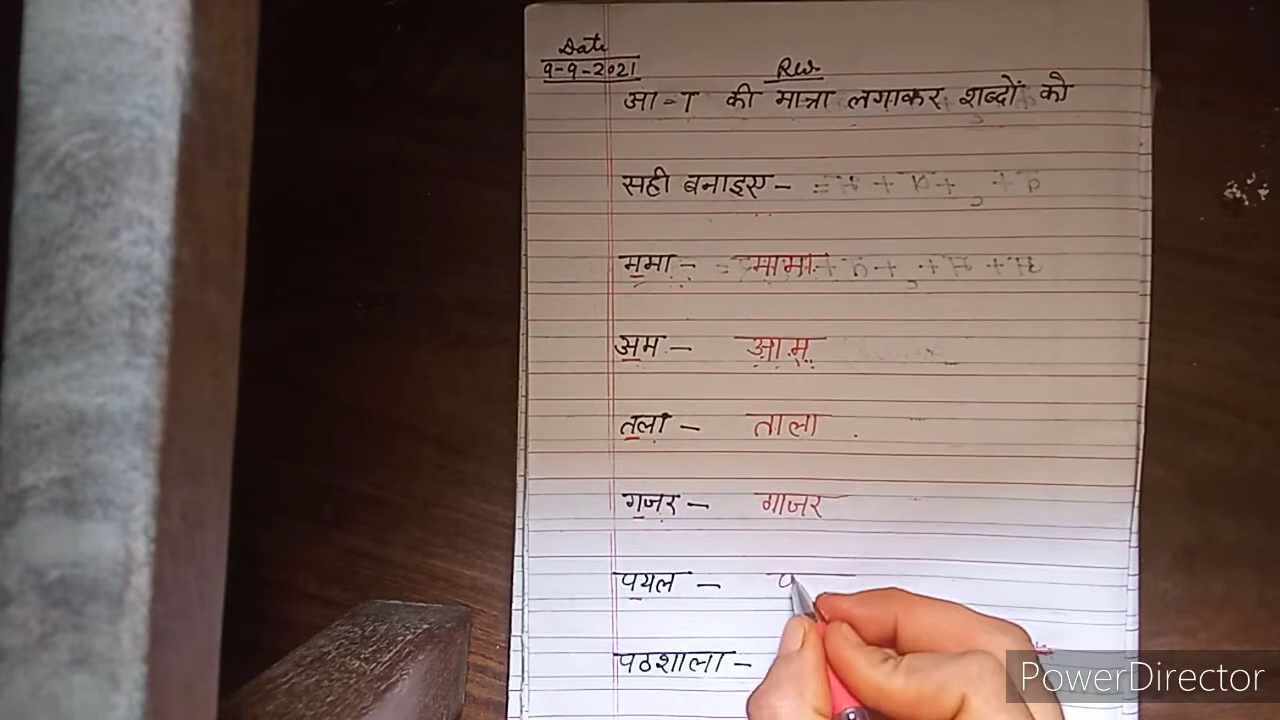 Date
9-9-2021
R.W.
आ - ा की मात्रा लगाकर शब्दों को
सही बनाइए -
ममा - मामा
अम - आम
तला - ताला
गजर - गाजर
पयल - प
पठशाला -
PowerDirector